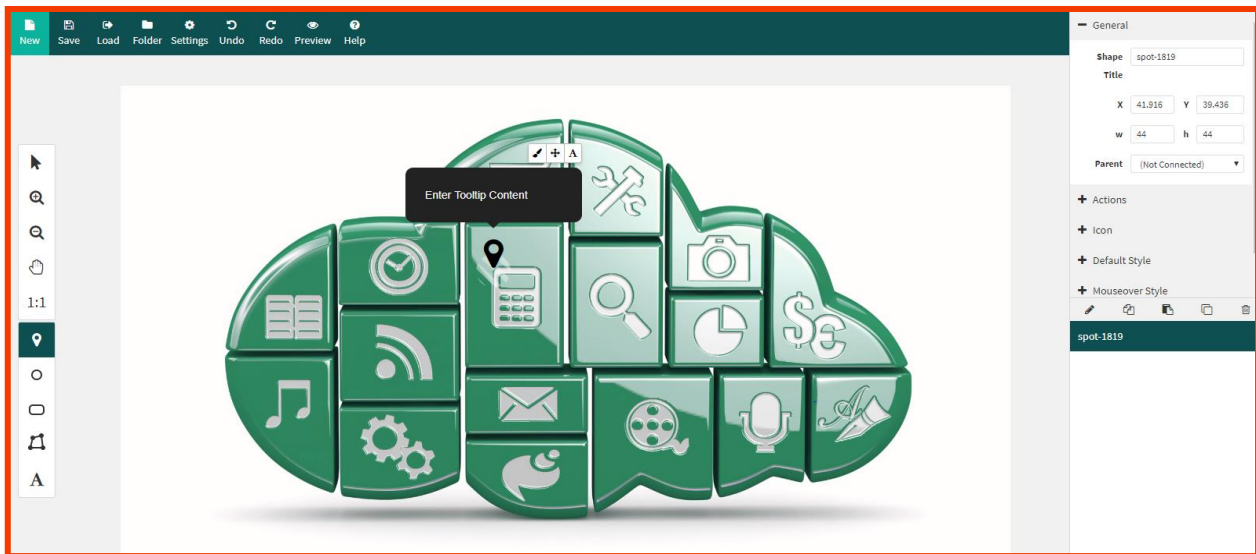 New Save Load Folder Settings Undo Redo Preview Help
General
Shape Title spot-1819
X 41.916 Y 39.436
w 44 h 44
Parent (Not Connected)
Actions
Icon
Default Style
Mouseover Style
spot-1819
1:1
A
A
Enter Tooltip Content
$€
A